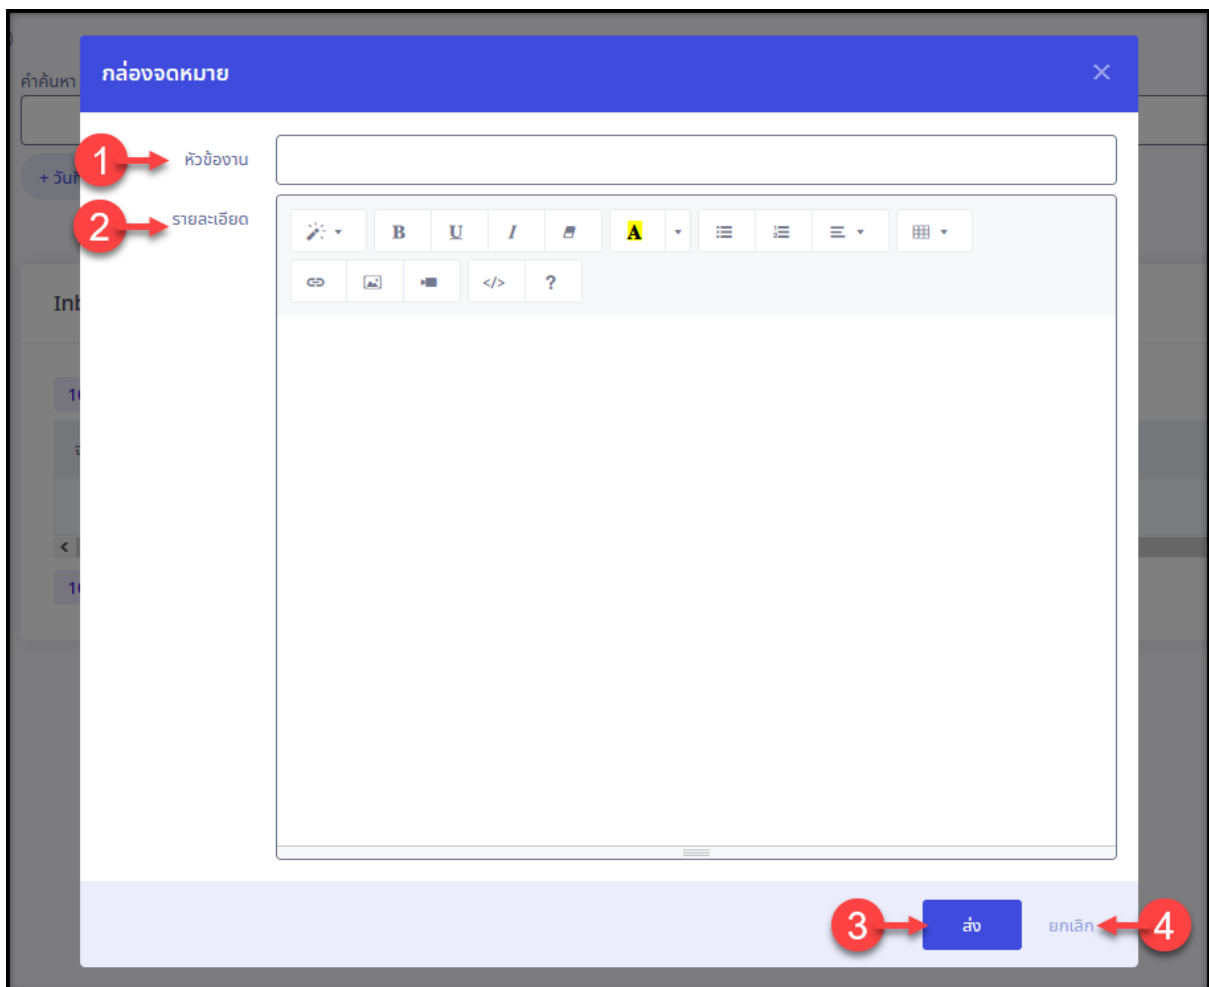 กล่องจดหมาย
คำค้นหา
1 หัวข้องาน
2 รายละเอียด
B U I A
</> ?
Inb
3 ส่ง ยกเลิก 4